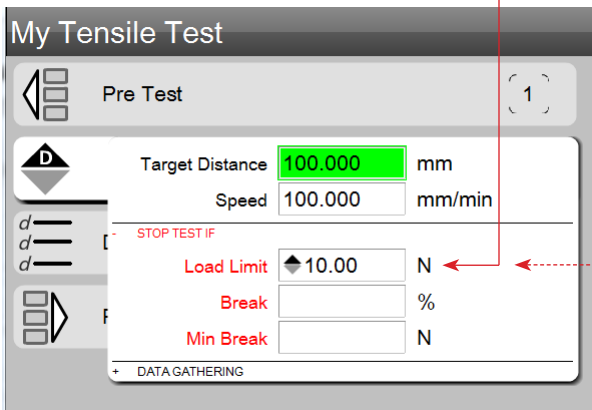 My Tensile Test
Pre Test 1
D
Target Distance 100.000 mm
Speed 100.000 mm/min
d
- STOP TEST IF
d D
d
Load Limit 10.00 N
Break %
Min Break N
+ DATA GATHERING